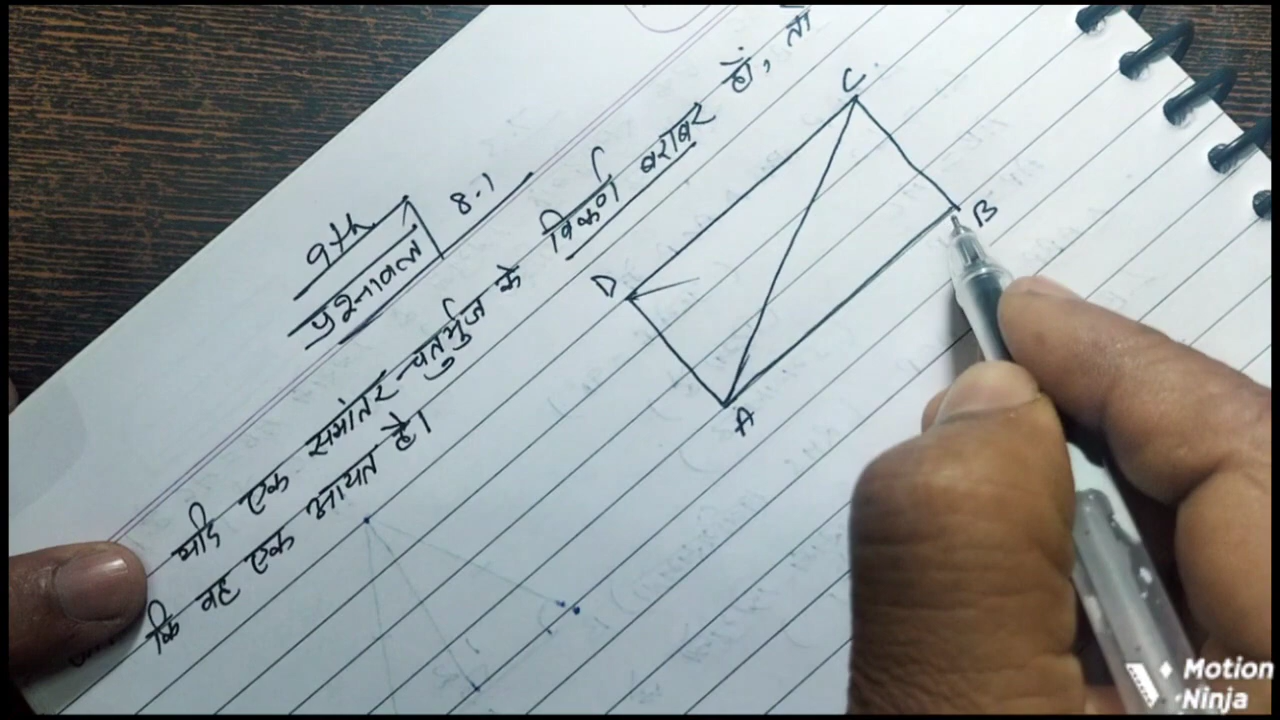 9th
प्रश्नावली 8.1
यदि एक समांतर चतुर्भुज के विकर्ण बराबर हों, तो
कि वह एक आयत है।
C
D
B
A
Motion
Ninja